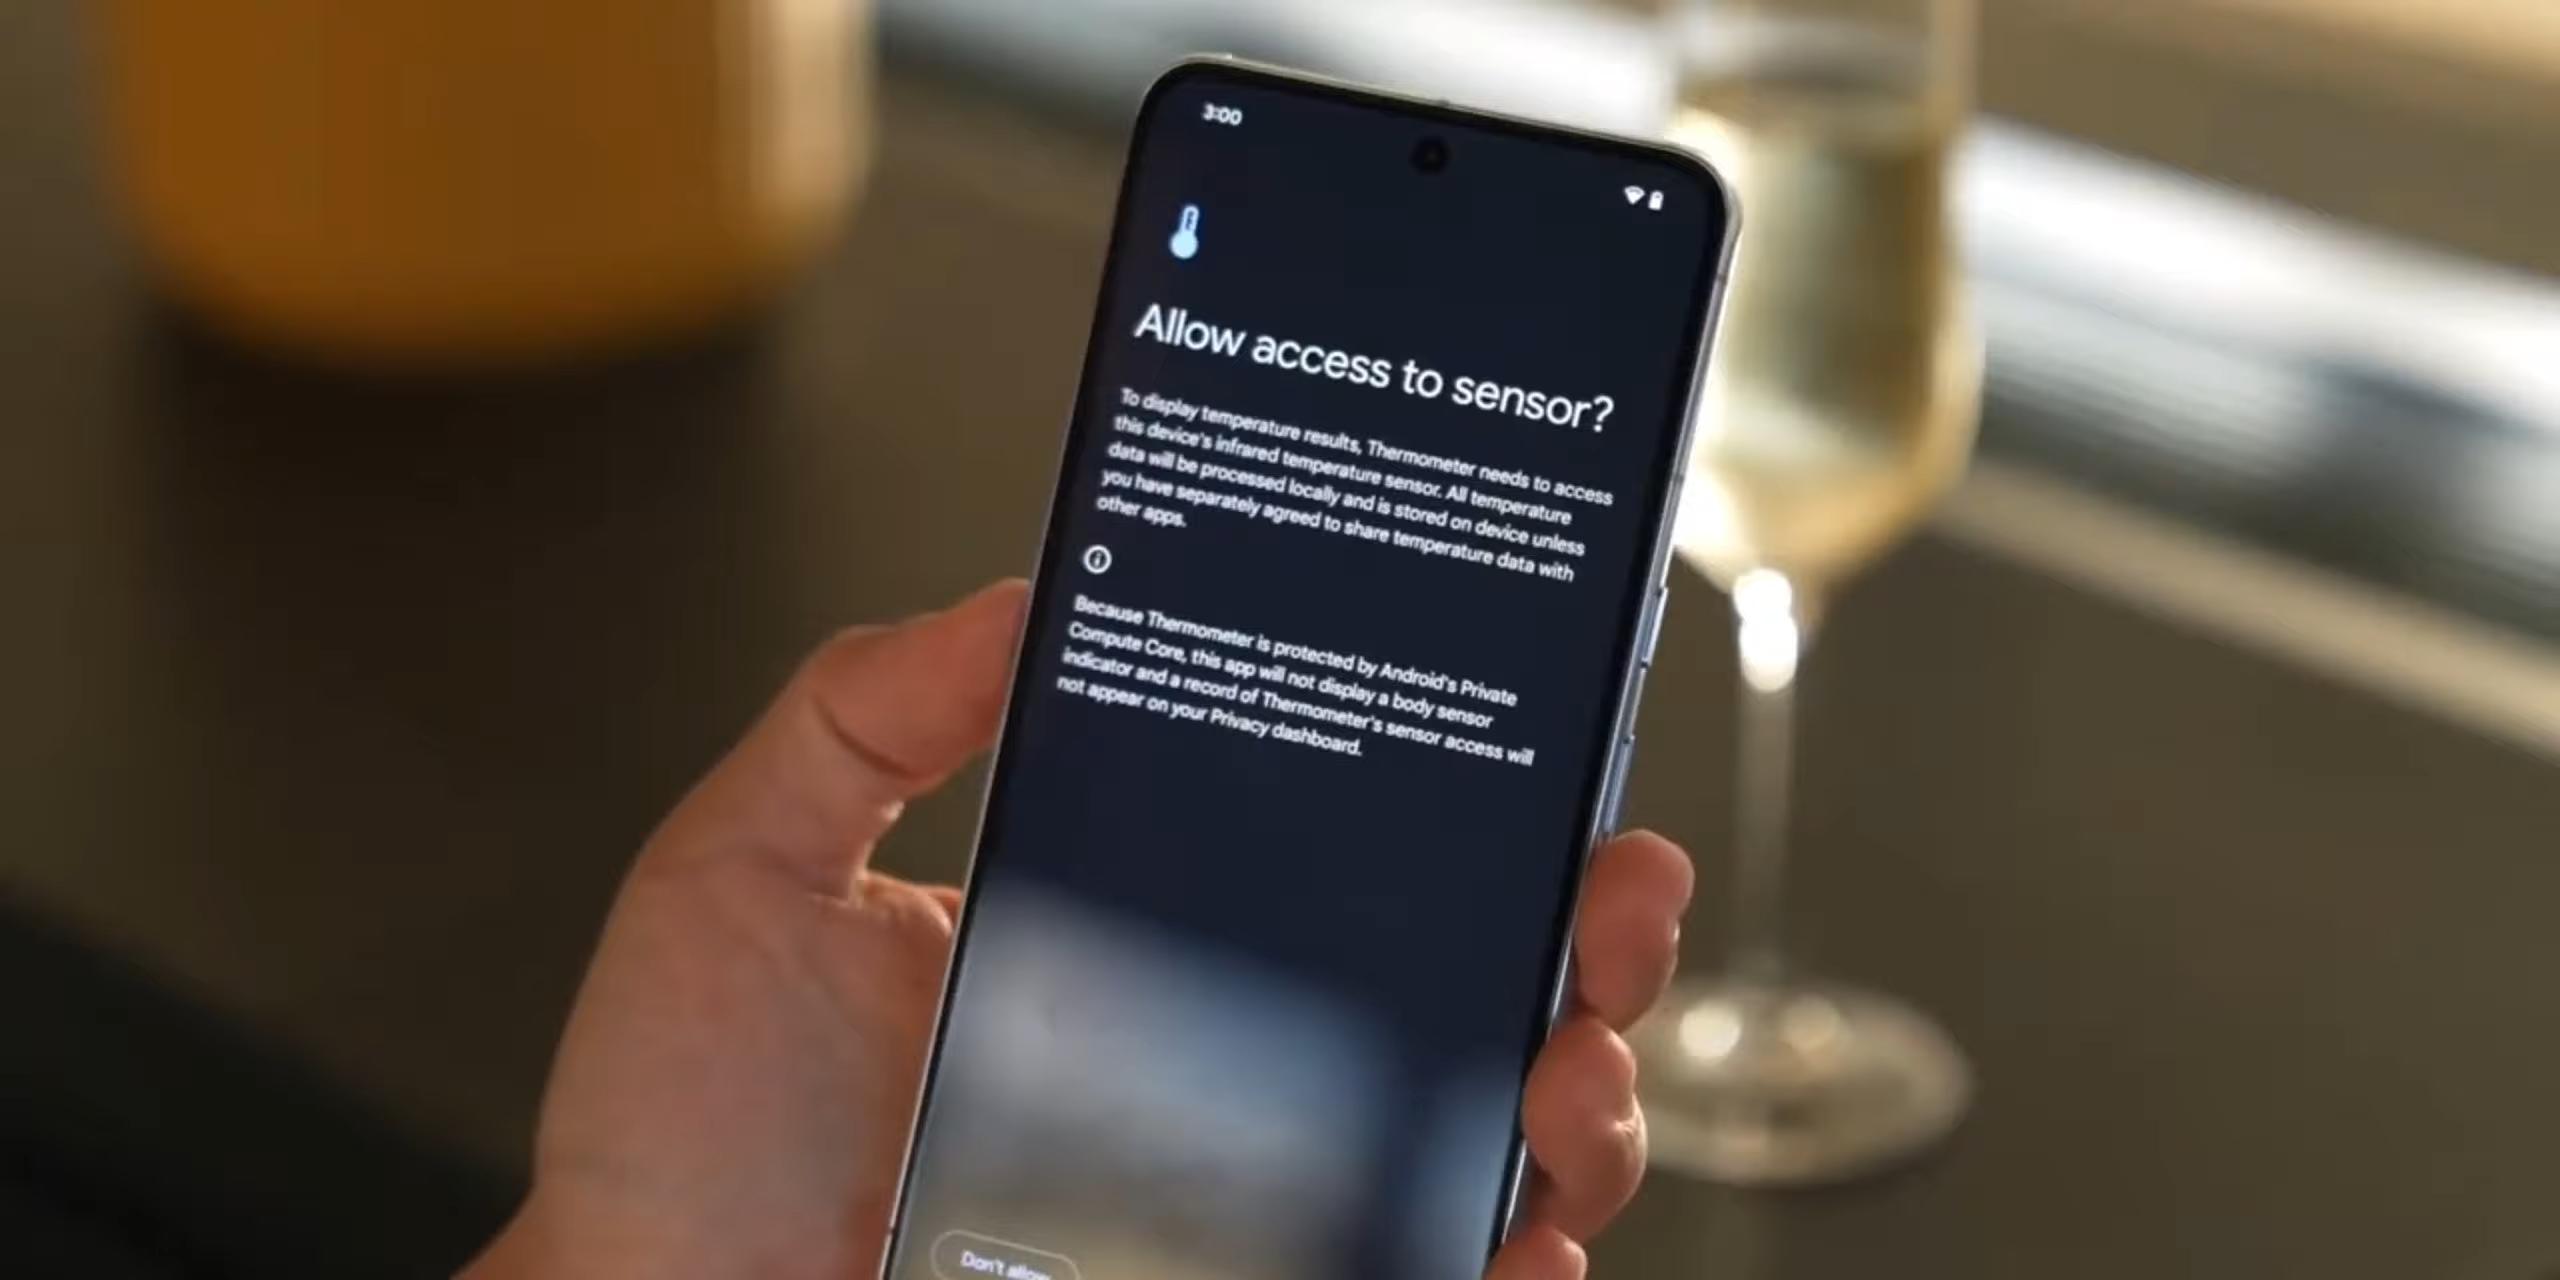 3:00
Allow access to sensor?
To display temperature results, Thermometer needs to access
this device's infrared temperature sensor. All temperature
data will be processed locally and is stored on device unless
you have separately agreed to share temperature data with
other apps.
Because Thermometer is protected by Android's Private
Compute Core, this app will not display a body sensor
indicator and a record of Thermometer's sensor access will
not appear on your Privacy dashboard.
Don't allow